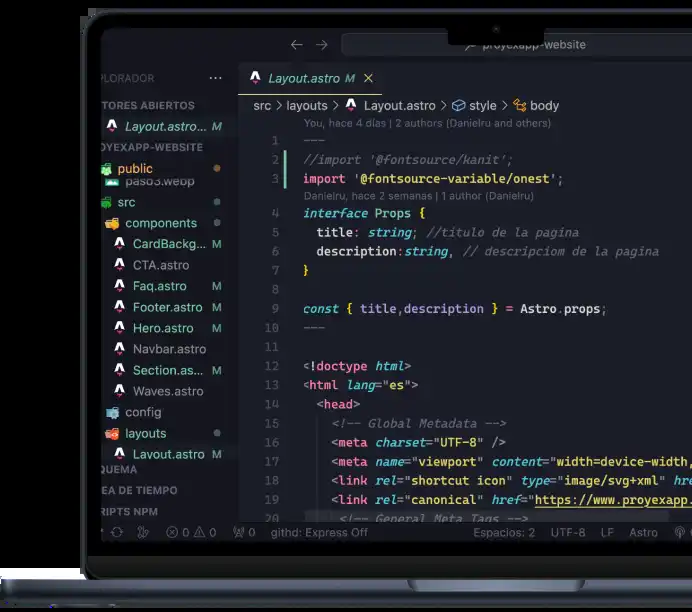 proyexapp-website
PLORADOR ...
Layout.astro M
TORES ABIERTOS
Layout.astro... M
src > layouts > Layout.astro > style > body
You, hace 4 días | 2 authors (Danielru and others)
OYEXAPP-WEBSITE
public
paso3.webp
src
components
CardBackg... M
CTA.astro
Faq.astro M
Footer.astro M
Hero.astro M
Navbar.astro
Section.as... M
Waves.astro
config
layouts
Layout.astro M
QUEMA
EA DE TIEMPO
RIPTS NPM
1 ---
2 //import '@fontsource/kanit';
3 import '@fontsource-variable/onest';
Danielru, hace 2 semanas | 1 author (Danielru)
4 interface Props {
5 title: string; //titulo de la pagina
6 description:string, // descripciom de la pagina
7 }
8
9 const { title,description } = Astro.props;
10 ---
11
12 <!doctype html>
13 <html lang="es">
14 <head>
15 <!-- Global Metadata -->
16 <meta charset="UTF-8" />
17 <meta name="viewport" content="width=device-width,
18 <link rel="shortcut icon" type="image/svg+xml" hre
19 <link rel="canonical" href="https://www.proyexapp.
20 <!-- General Meta Tags -->
0 0 0 githd: Express Off Espacios: 2 UTF-8 LF Astro